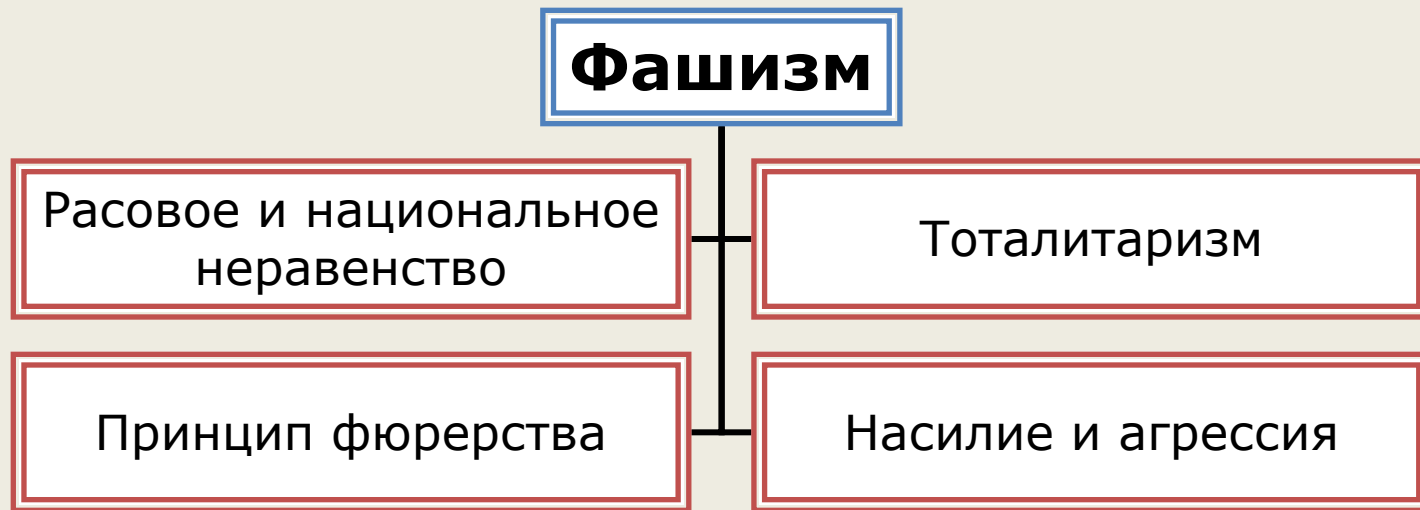 Фашизм
Расовое и национальное
неравенство
Тоталитаризм
Принцип фюрерства
Насилие и агрессия